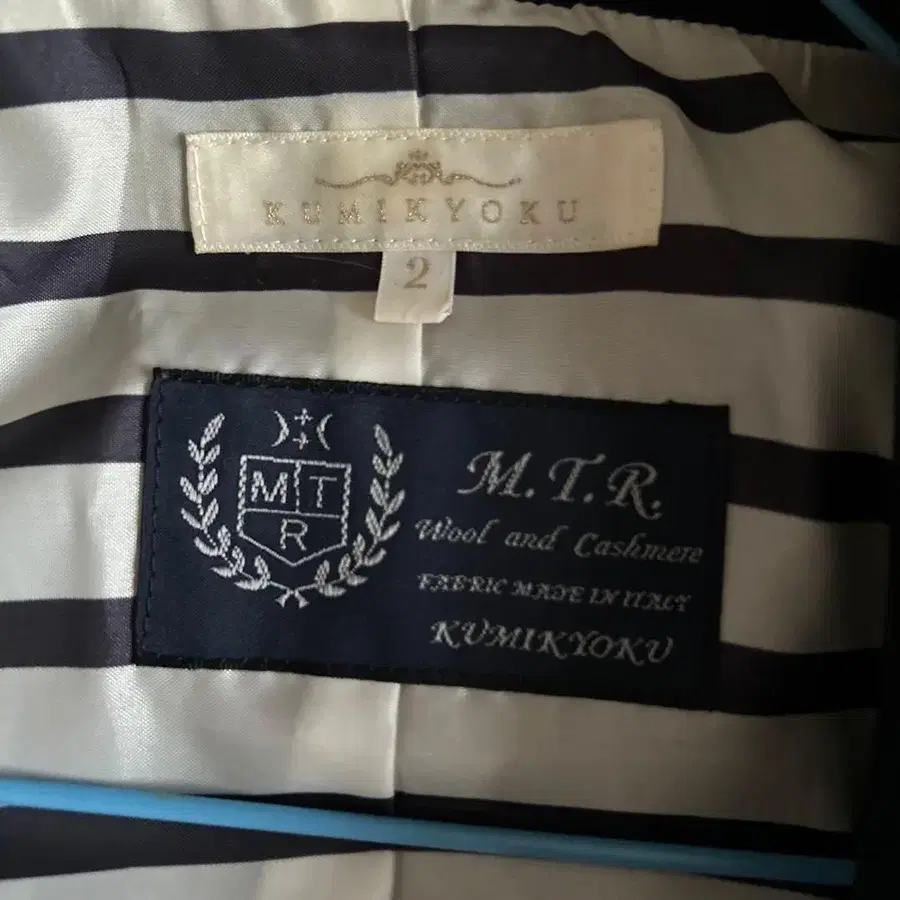 KUMIKYOKU
2
M T
R
M.T.R.
Wool and Cashmere
FABRIC MADE IN ITALY
KUMIKYOKU